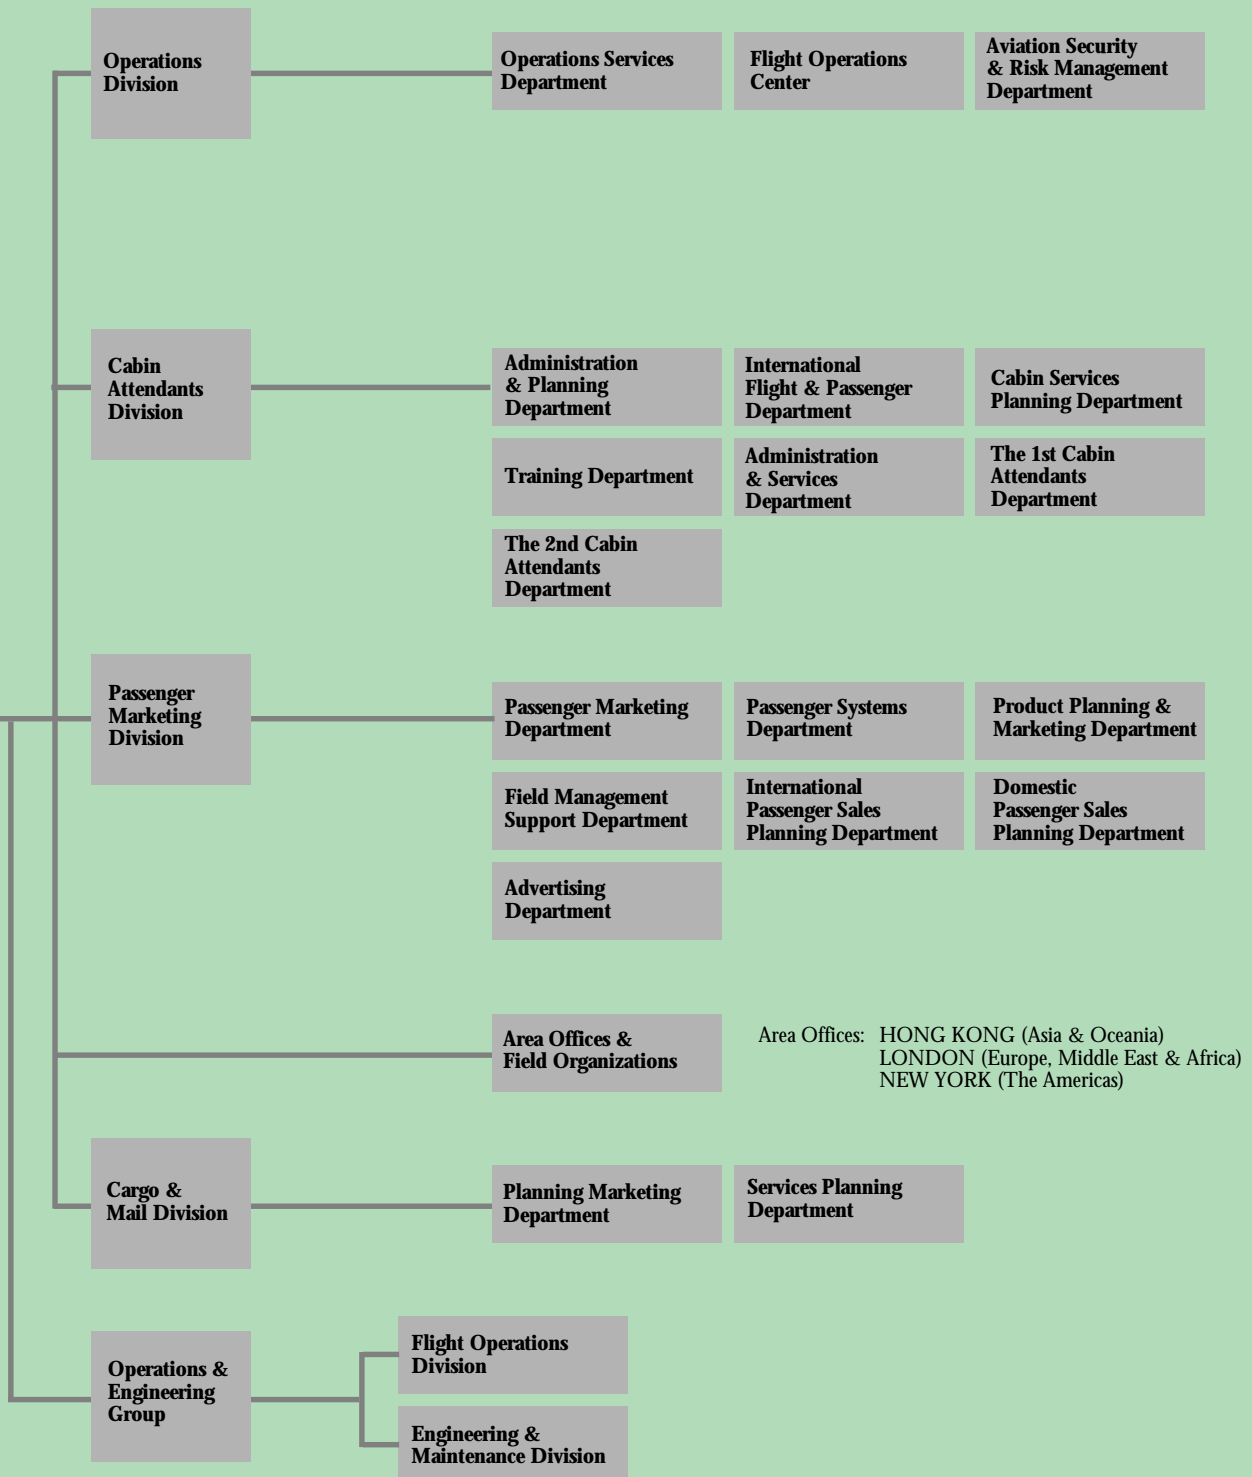 Operations
Division
Operations Services
Department
Flight Operations
Center
Aviation Security
& Risk Management
Department
Cabin
Attendants
Division
Administration
& Planning
Department
International
Flight & Passenger
Department
Cabin Services
Planning Department
Training Department
Administration
& Services
Department
The 1st Cabin
Attendants
Department
The 2nd Cabin
Attendants
Department
Passenger
Marketing
Division
Passenger Marketing
Department
Passenger Systems
Department
Product Planning &
Marketing Department
Field Management
Support Department
International
Passenger Sales
Planning Department
Domestic
Passenger Sales
Planning Department
Advertising
Department
Area Offices &
Field Organizations
Area Offices: HONG KONG (Asia & Oceania)
LONDON (Europe, Middle East & Africa)
NEW YORK (The Americas)
Cargo &
Mail Division
Planning Marketing
Department
Services Planning
Department
Operations &
Engineering
Group
Flight Operations
Division
Engineering &
Maintenance Division